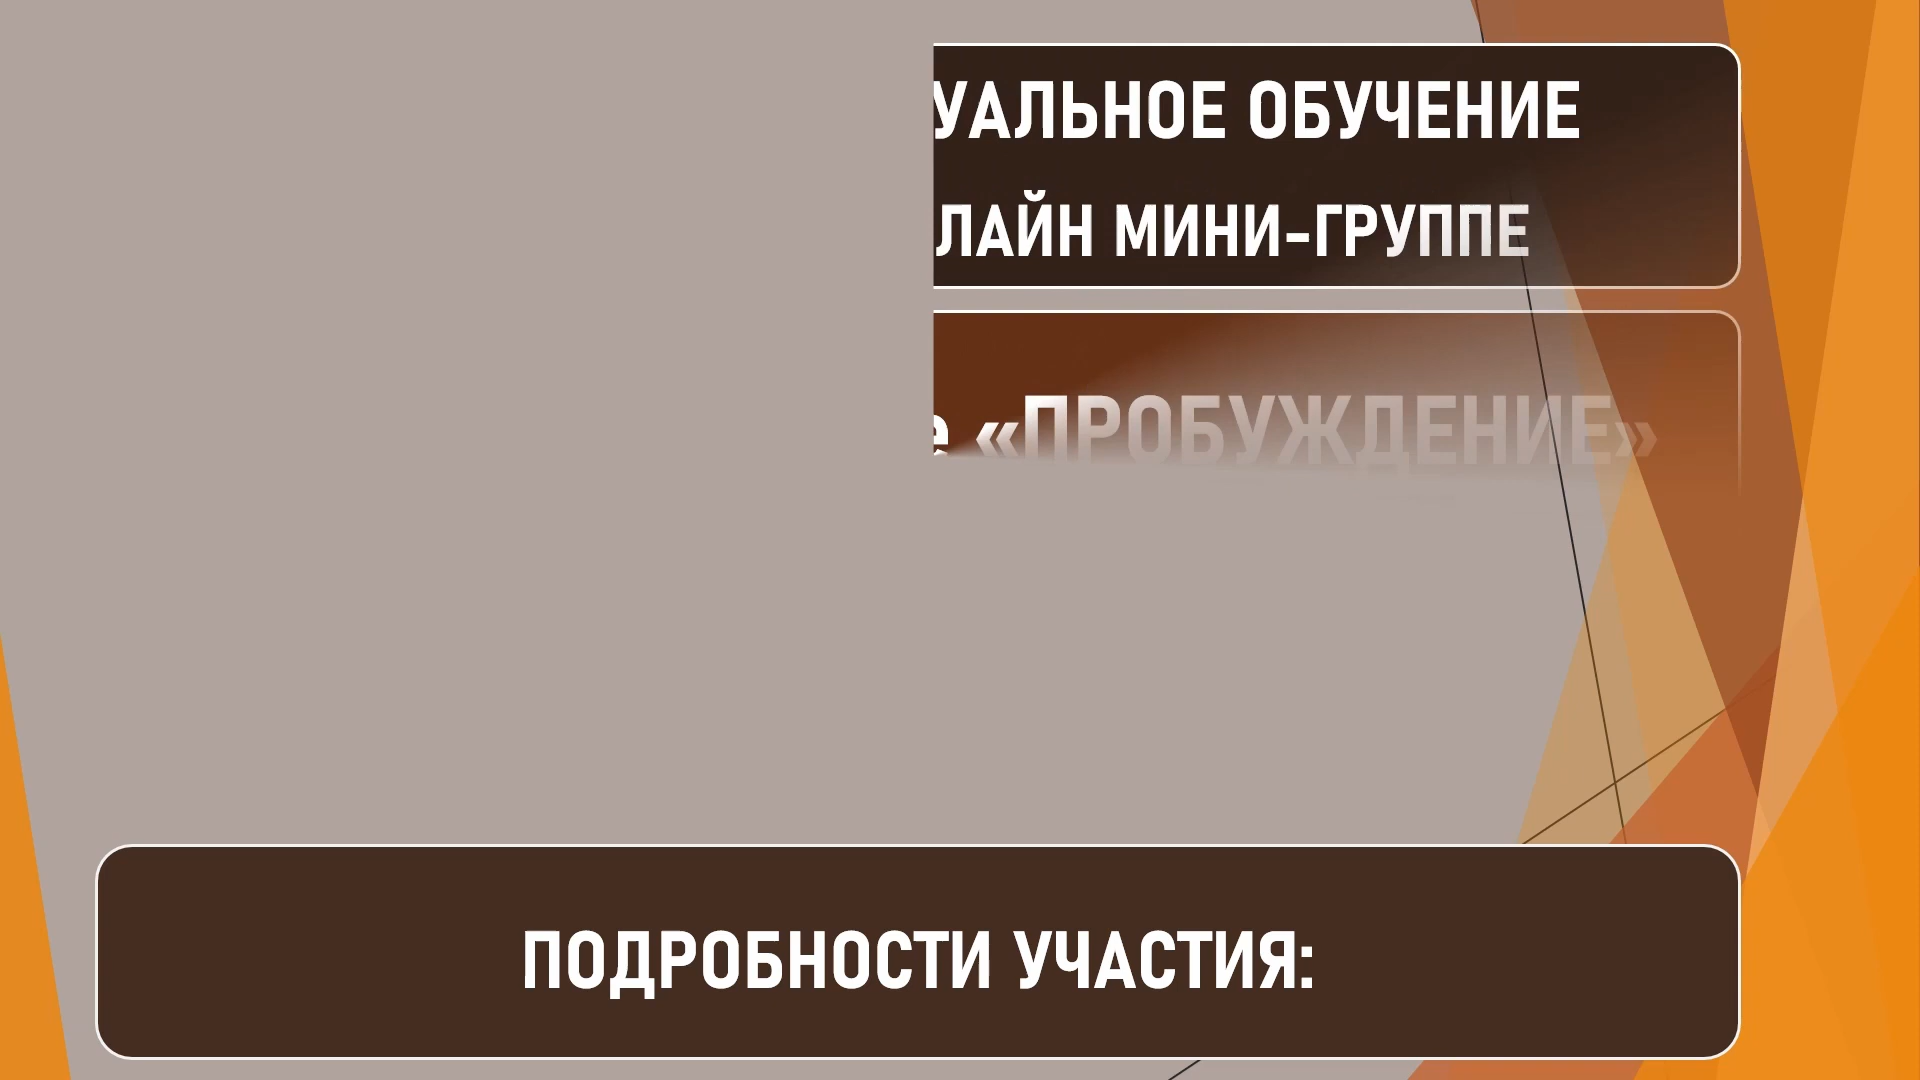 УАЛЬНОЕ ОБУЧЕНИЕ
ЛАЙН МИНИ-ГРУППЕ
е «ПРОБУЖДЕНИЕ»
ПОДРОБНОСТИ УЧАСТИЯ: